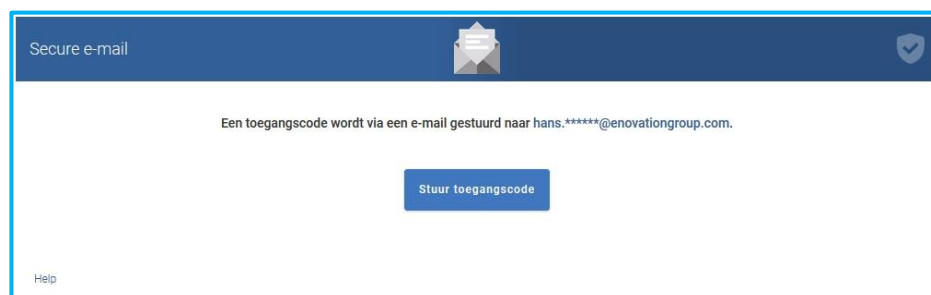 Secure e-mail
Een toegangscode wordt via een e-mail gestuurd naar hans.******@enovationgroup.com.
Stuur toegangscode
Help